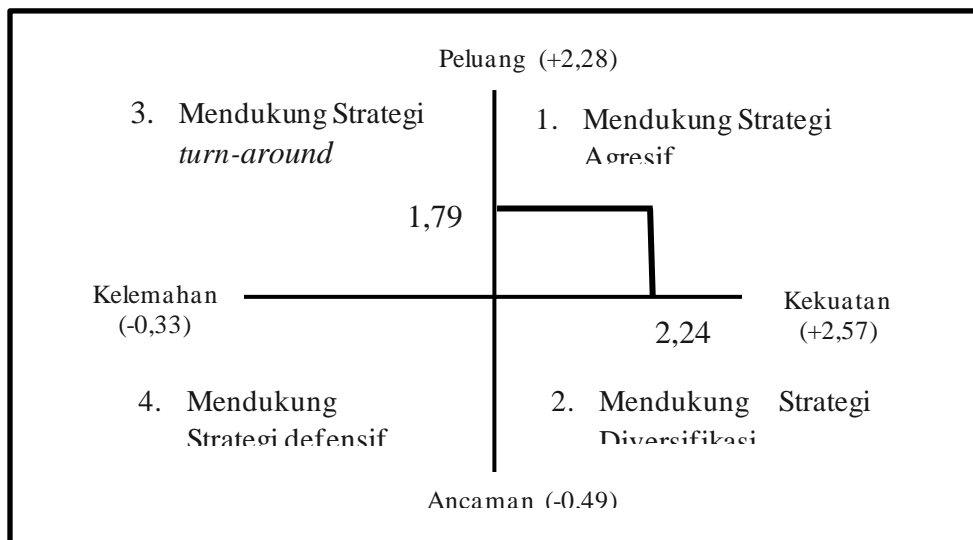 Peluang (+2,28)
3. Mendukung Strategi
turn-around
1. Mendukung Strategi
Agresif
1,79
Kelemahan
(-0,33)
Kekuatan
(+2,57)
2,24
4. Mendukung
Strategi defensif
2. Mendukung Strategi
Diversifikasi
Ancaman (-0,49)